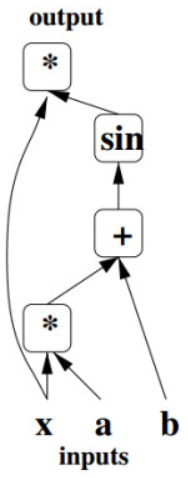 output
*
sin
+
*
x a b
inputs